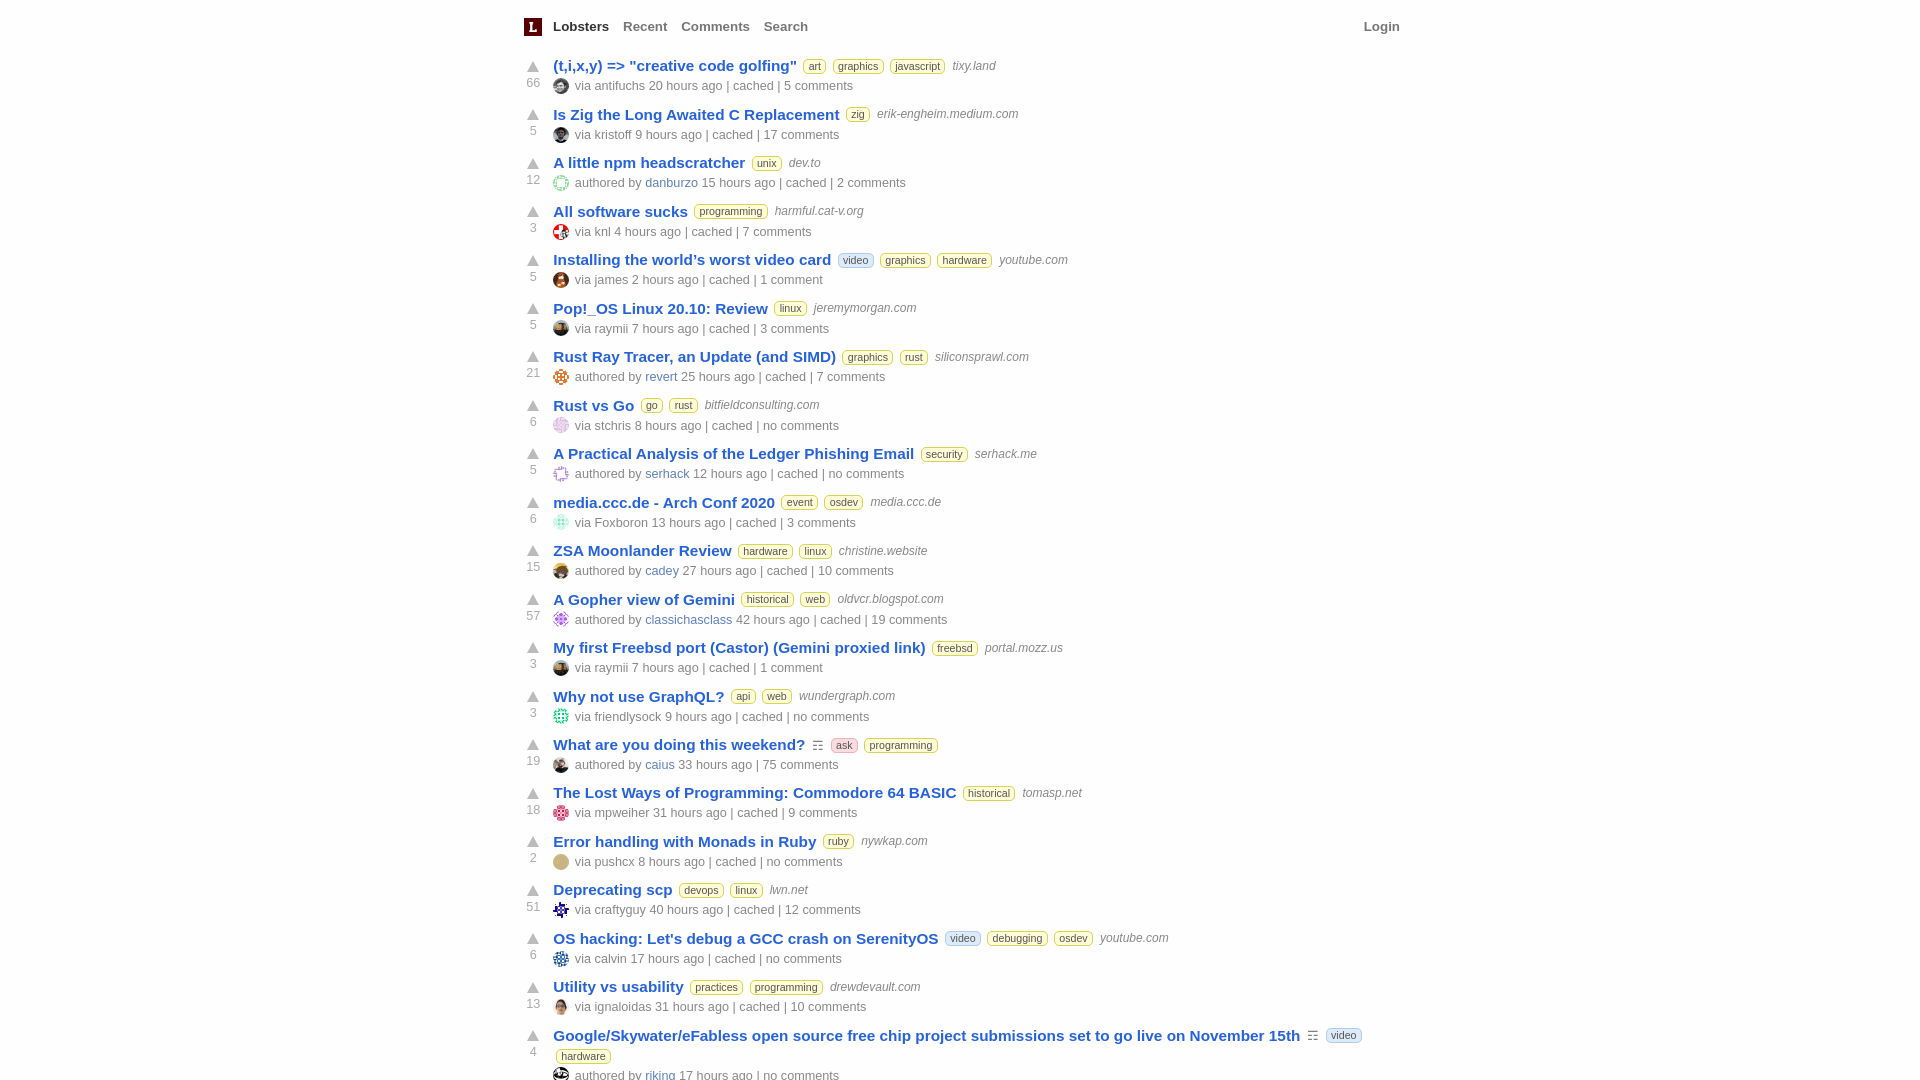 L Lobsters Recent Comments Search Login
(t,i,x,y) => "creative code golfing" art graphics javascript tixy.land
66 via antifuchs 20 hours ago | cached | 5 comments
Is Zig the Long Awaited C Replacement zig erik-engheim.medium.com
5 via kristoff 9 hours ago | cached | 17 comments
A little npm headscratcher unix dev.to
12 authored by danburzo 15 hours ago | cached | 2 comments
All software sucks programming harmful.cat-v.org
3 via knl 4 hours ago | cached | 7 comments
Installing the world’s worst video card video graphics hardware youtube.com
5 via james 2 hours ago | cached | 1 comment
Pop!_OS Linux 20.10: Review linux jeremymorgan.com
5 via raymii 7 hours ago | cached | 3 comments
Rust Ray Tracer, an Update (and SIMD) graphics rust siliconsprawl.com
21 authored by revert 25 hours ago | cached | 7 comments
Rust vs Go go rust bitfieldconsulting.com
6 via stchris 8 hours ago | cached | no comments
A Practical Analysis of the Ledger Phishing Email security serhack.me
5 authored by serhack 12 hours ago | cached | no comments
media.ccc.de - Arch Conf 2020 event osdev media.ccc.de
6 via Foxboron 13 hours ago | cached | 3 comments
ZSA Moonlander Review hardware linux christine.website
15 authored by cadey 27 hours ago | cached | 10 comments
A Gopher view of Gemini historical web oldvcr.blogspot.com
57 authored by classichasclass 42 hours ago | cached | 19 comments
My first Freebsd port (Castor) (Gemini proxied link) freebsd portal.mozz.us
3 via raymii 7 hours ago | cached | 1 comment
Why not use GraphQL? api web wundergraph.com
3 via friendlysock 9 hours ago | cached | no comments
What are you doing this weekend? ☶ ask programming
19 authored by caius 33 hours ago | 75 comments
The Lost Ways of Programming: Commodore 64 BASIC historical tomasp.net
18 via mpweiher 31 hours ago | cached | 9 comments
Error handling with Monads in Ruby ruby nywkap.com
2 via pushcx 8 hours ago | cached | no comments
Deprecating scp devops linux lwn.net
51 via craftyguy 40 hours ago | cached | 12 comments
OS hacking: Let's debug a GCC crash on SerenityOS video debugging osdev youtube.com
6 via calvin 17 hours ago | cached | no comments
Utility vs usability practices programming drewdevault.com
13 via ignaloidas 31 hours ago | cached | 10 comments
Google/Skywater/eFabless open source free chip project submissions set to go live on November 15th ☶ video
4 hardware
authored by riking 17 hours ago | no comments